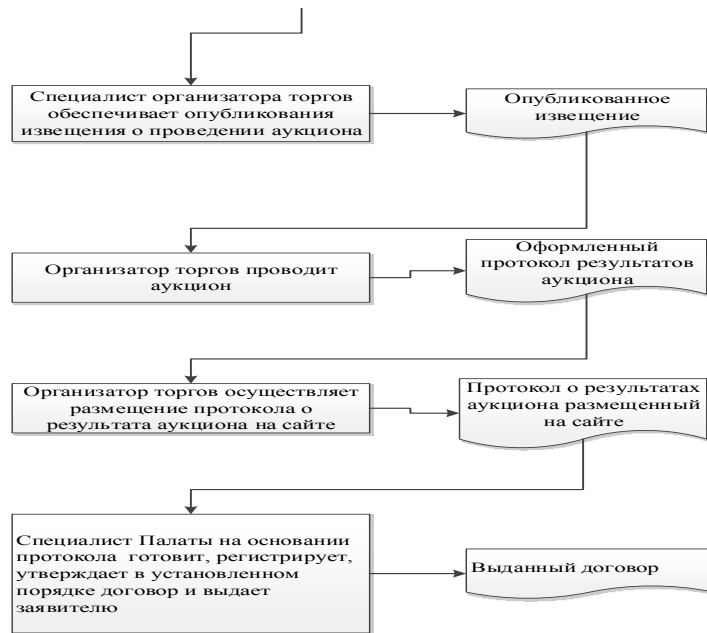 Специалист организатора торгов
обеспечивает опубликования
извещения о проведении аукциона
Опубликованное
извещение
Организатор торгов проводит
аукцион
Оформленный
протокол результатов
аукциона
Организатор торгов осуществляет
размещение протокола о
результата аукциона на сайте
Протокол о результатах
аукциона размещенный
на сайте
Специалист Палаты на основании
протокола готовит, регистрирует,
утверждает в установленном
порядке договор и выдает
заявителю
Выданный договор